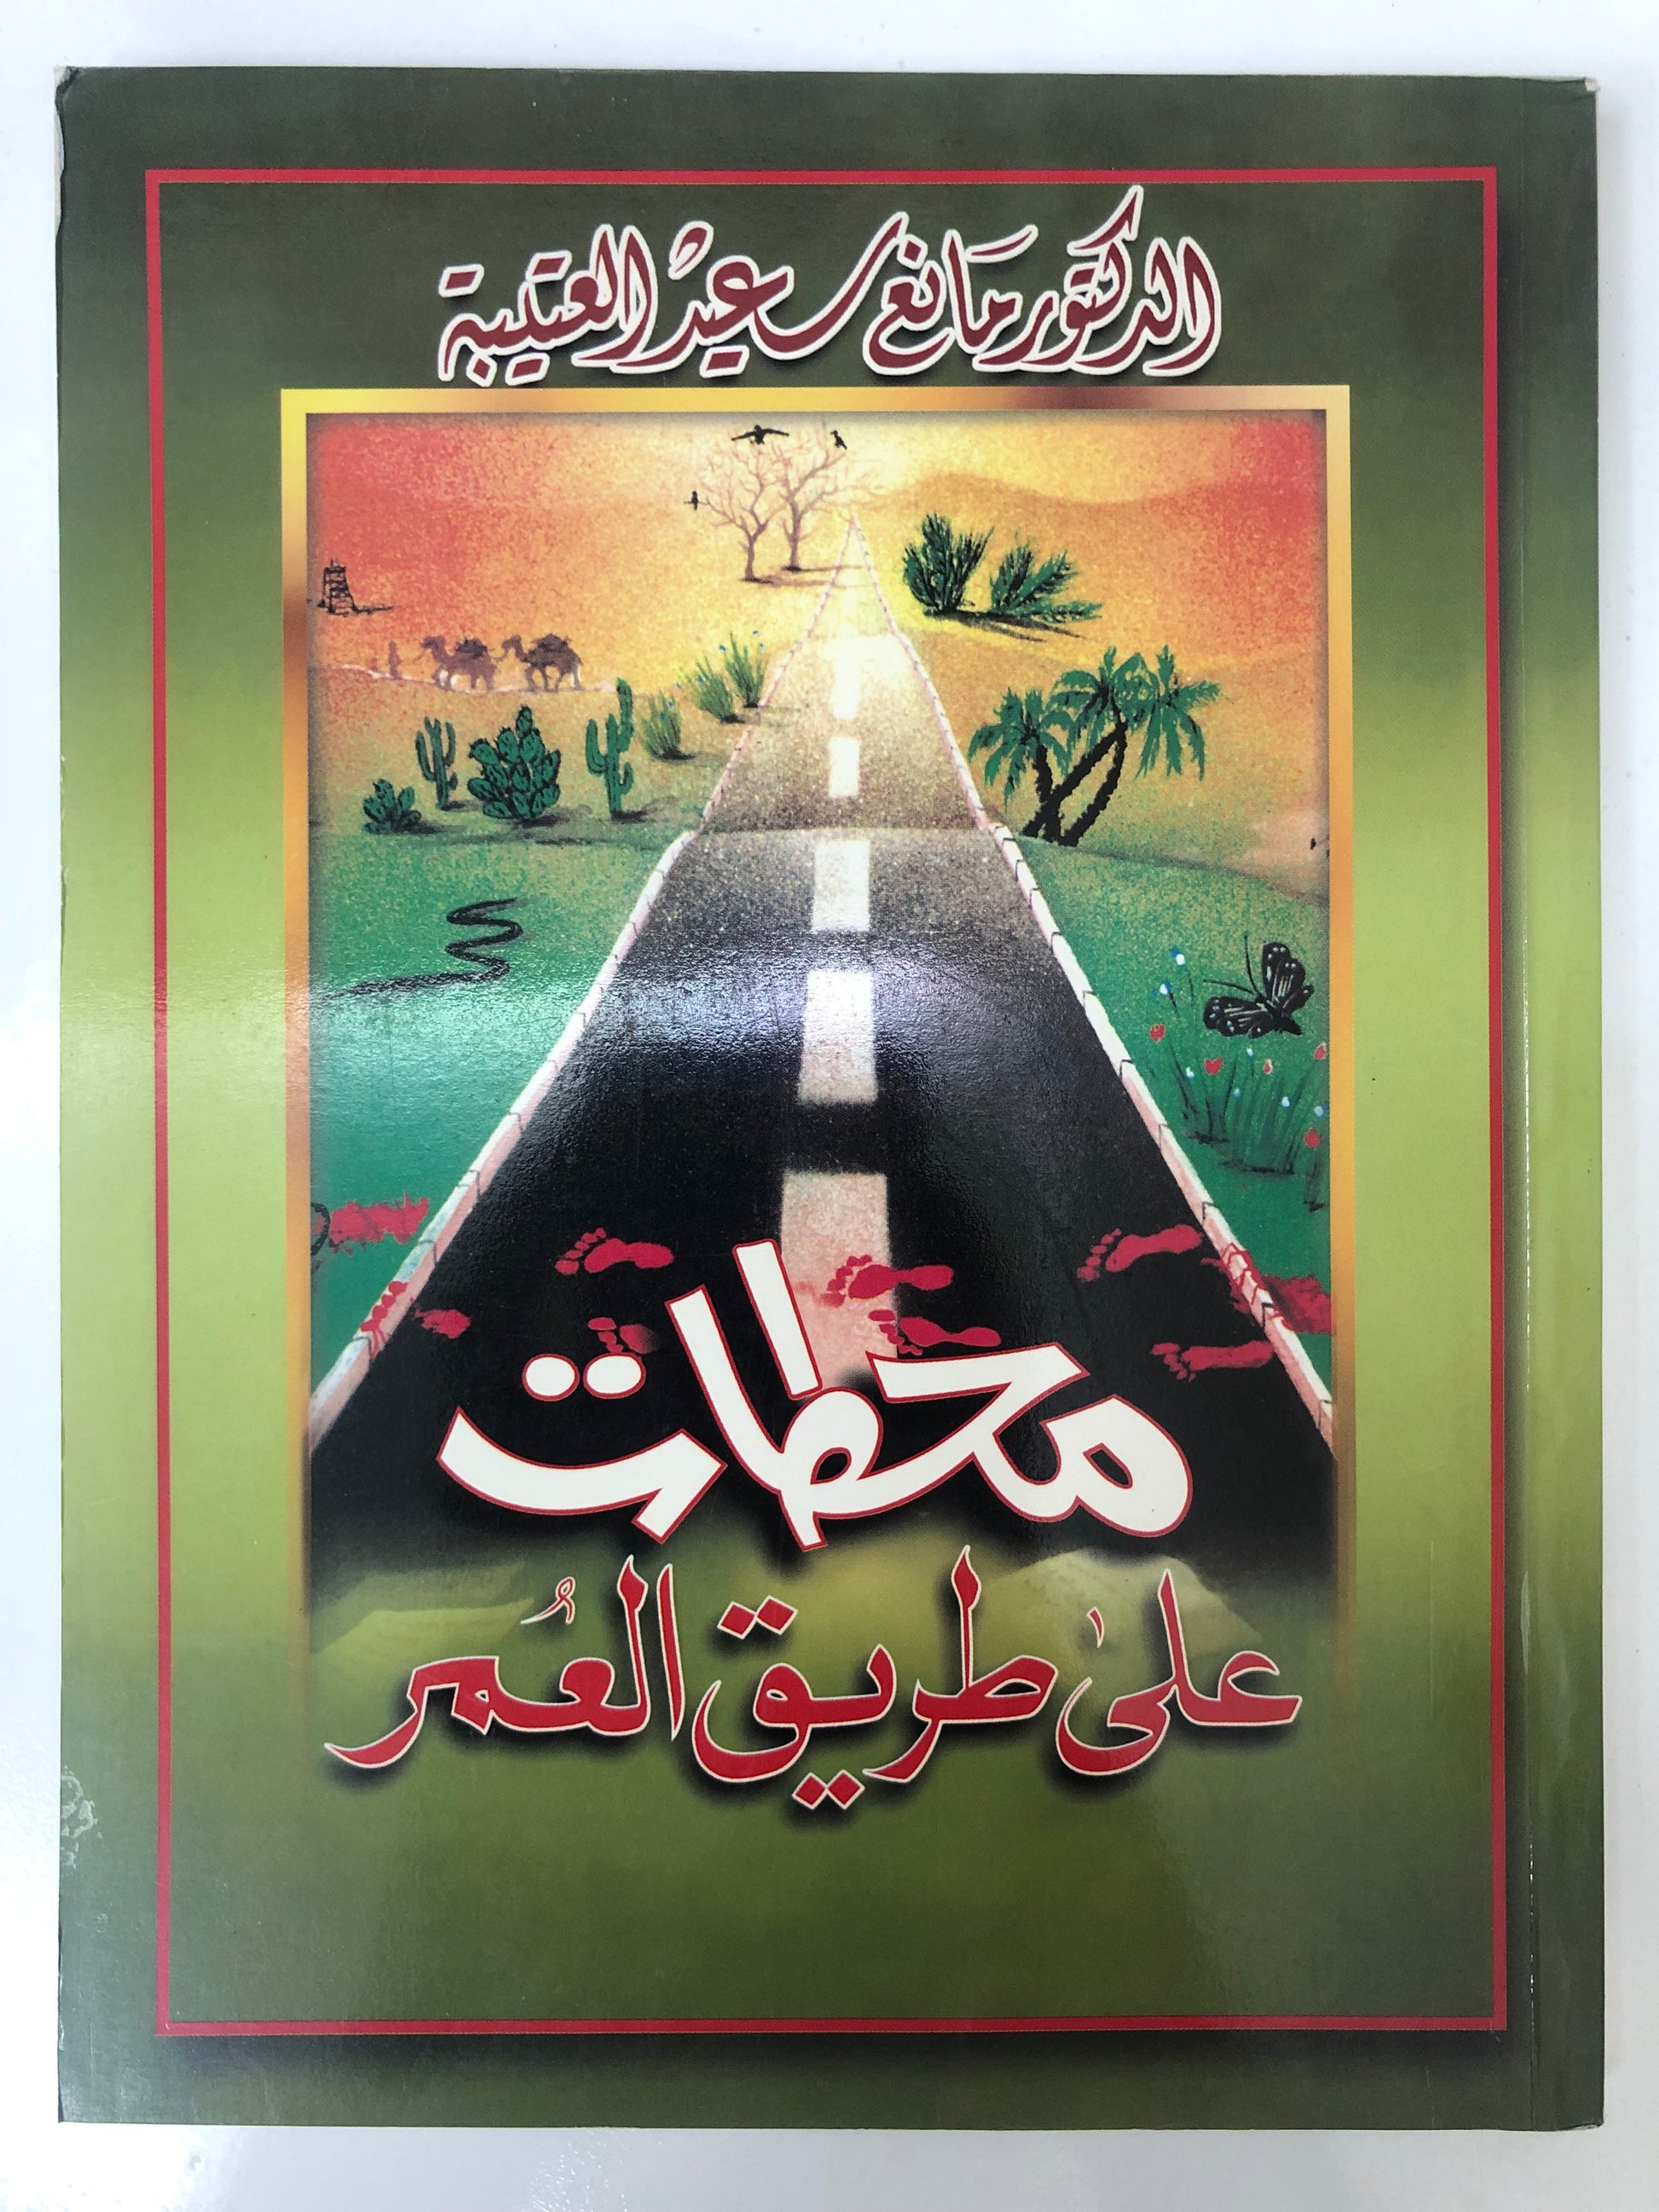 الدكتور مانع سعيد العتيبة
محطات
على طريق العُمر